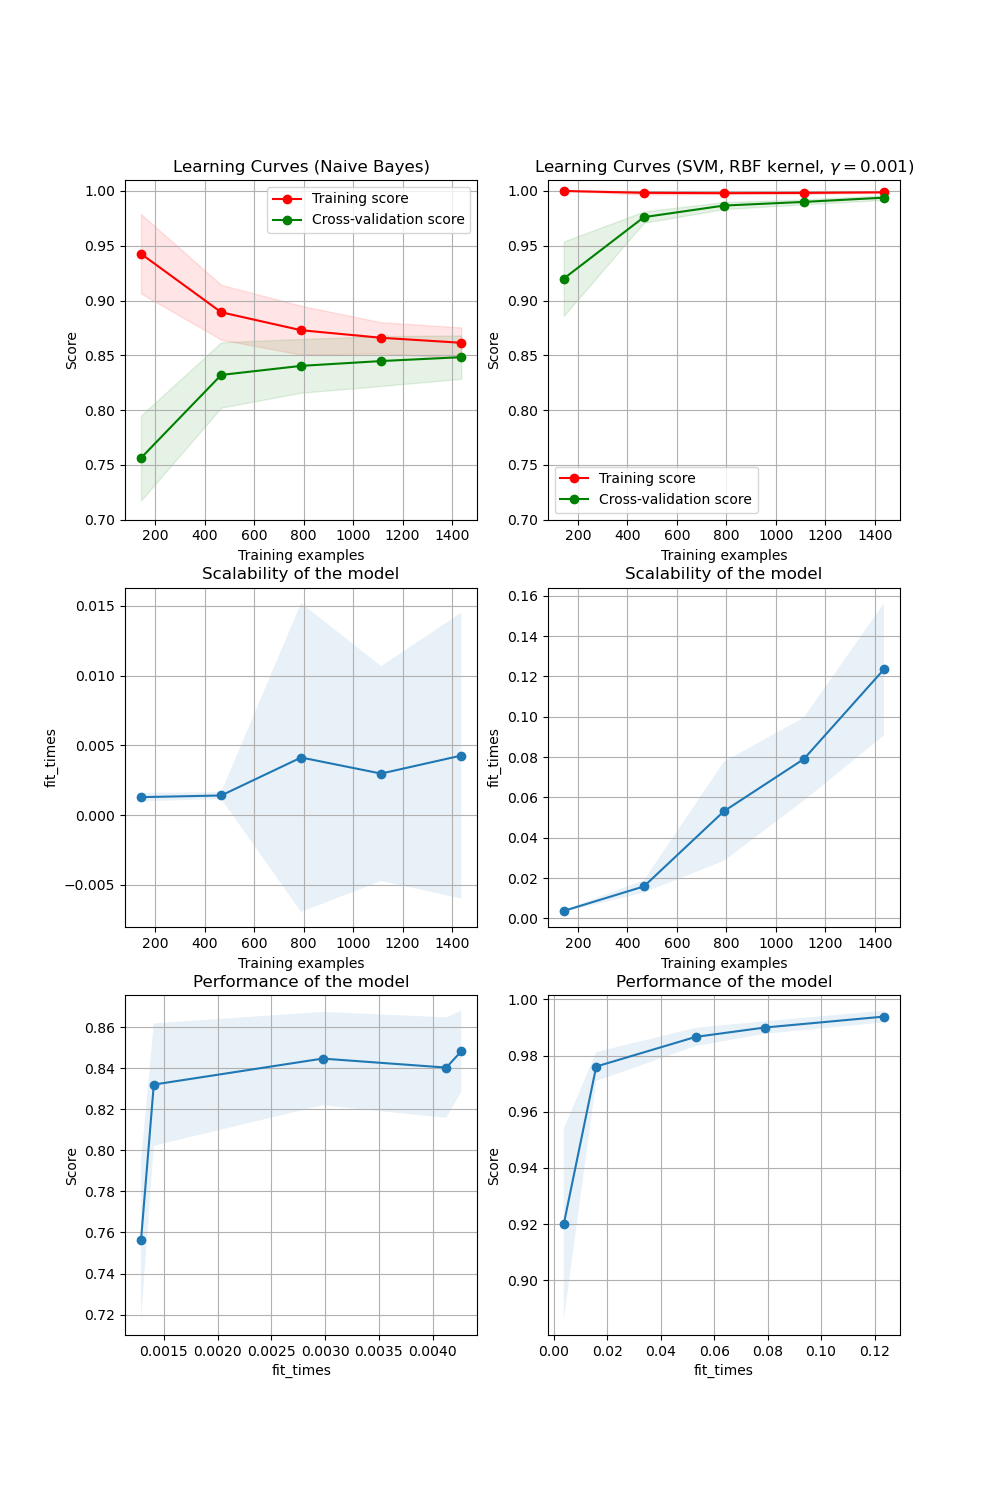 Learning Curves (Naive Bayes)
Score
1.00
0.95
0.90
0.85
0.80
0.75
0.70
Training score
Cross-validation score
200 400 600 800 1000 1200 1400
Training examples
Learning Curves (SVM, RBF kernel, γ = 0.001)
Score
1.00
0.95
0.90
0.85
0.80
0.75
0.70
Training score
Cross-validation score
200 400 600 800 1000 1200 1400
Training examples
Scalability of the model
fit_times
0.015
0.010
0.005
0.000
−0.005
200 400 600 800 1000 1200 1400
Training examples
Scalability of the model
fit_times
0.16
0.14
0.12
0.10
0.08
0.06
0.04
0.02
0.00
200 400 600 800 1000 1200 1400
Training examples
Performance of the model
Score
0.86
0.84
0.82
0.80
0.78
0.76
0.74
0.72
0.0015 0.0020 0.0025 0.0030 0.0035 0.0040
fit_times
Performance of the model
Score
1.00
0.98
0.96
0.94
0.92
0.90
0.00 0.02 0.04 0.06 0.08 0.10 0.12
fit_times